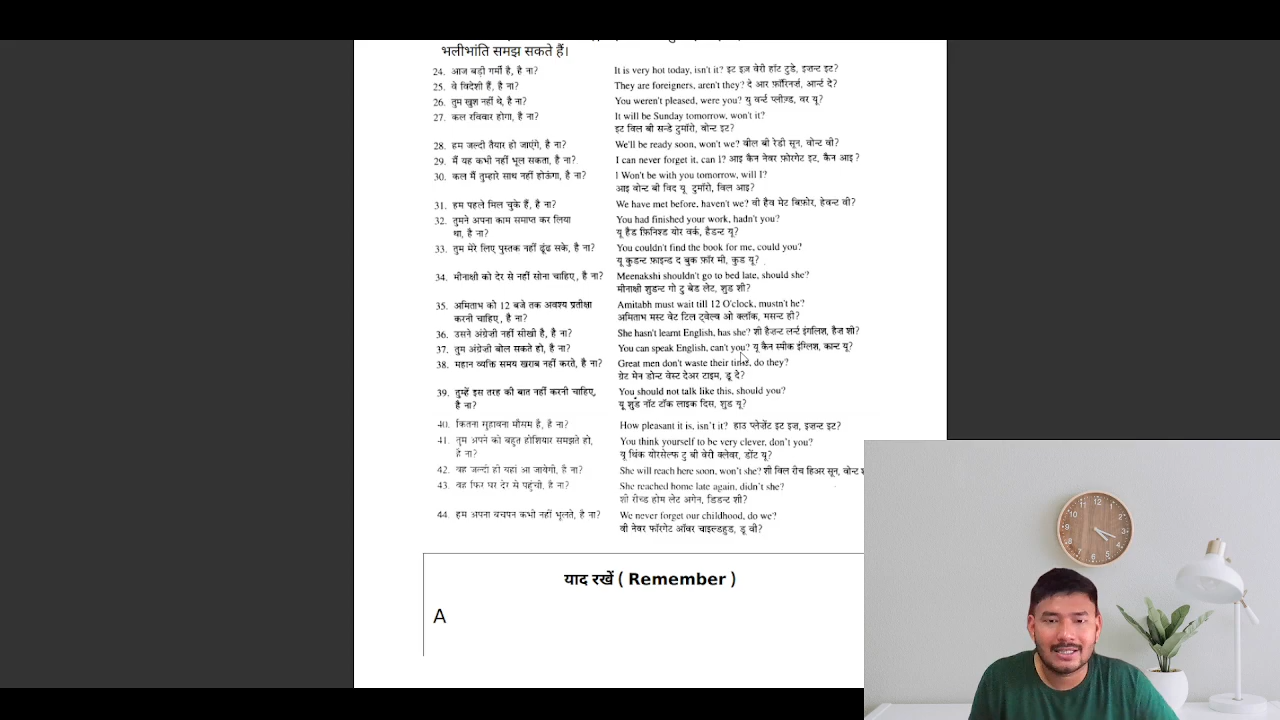 भलीभांति समझ सकते हैं।
24. आज बड़ी गर्मी है, है ना? It is very hot today, isn't it? इट इज़ वेरी हॉट टुडे, इज़न्ट इट?
25. वे विदेशी हैं, है ना? They are foreigners, aren't they? दे आर फ़ॉरिनर्ज, आर्न्ट दे?
26. तुम खुश नहीं थे, है ना? You weren't pleased, were you? यु वर्न्ट प्लीज़्ड, वर यू?
27. कल रविवार होगा, है ना? It will be Sunday tomorrow, won't it?
इट विल बी सन्डे टुमॉरो, वोन्ट इट?
28. हम जल्दी तैयार हो जाएंगे, है ना? We'll be ready soon, won't we? वील बी रेडी सून, वोन्ट वी?
29. मैं यह कभी नहीं भूल सकता, है ना? I can never forget it, can I? आइ कैन नेवर फ़ोरगेट इट, कैन आइ?
30. कल मैं तुम्हारे साथ नहीं होऊंगा, है ना? I Won't be with you tomorrow, will I?
आइ वोन्ट बी विद यू टुमॉरो, विल आइ?
31. हम पहले मिल चुके हैं, है ना? We have met before, haven't we? वी हैव मेट बिफ़ोर, हेवन्ट वी?
32. तुमने अपना काम समाप्त कर लिया You had finished your work, hadn't you?
था, है ना? यू हैड फ़िनिश्ड योर वर्क, हैडन्ट यू?
33. तुम मेरे लिए पुस्तक नहीं ढूंढ सके, है ना? You couldn't find the book for me, could you?
यू कुडन्ट फ़ाइन्ड द बुक फ़ॉर मी, कुड यू?
34. मीनाक्षी को देर से नहीं सोना चाहिए, है ना? Meenakshi shouldn't go to bed late, should she?
मीनाक्षी शुडन्ट गो टु बेड लेट, शुड शी?
35. अमिताभ को 12 बजे तक अवश्य प्रतीक्षा Amitabh must wait till 12 O'clock, mustn't he?
करनी चाहिए, है ना? अमिताभ मस्ट वेट टिल ट्वेल्व ओ क्लॉक, मसन्ट ही?
36. उसने अंग्रेजी नहीं सीखी है, है ना? She hasn't learnt English, has she? शी हैज़न्ट लर्न्ट इंगलिश, हैज़ शी?
37. तुम अंग्रेजी बोल सकते हो, है ना? You can speak English, can't you? यू कैन स्पीक इंग्लिश, कान्ट यू?
38. महान व्यक्ति समय खराब नहीं करते, है ना? Great men don't waste their time, do they?
ग्रेट मेन डोन्ट वेस्ट देअर टाइम, डू दे?
39. तुम्हें इस तरह की बात नहीं करनी चाहिए, You should not talk like this, should you?
है ना? यू शुड नॉट टॉक लाइक दिस, शुड यू?
40. कितना सुहावना मौसम है, है ना? How pleasant it is, isn't it? हाउ प्लेज़ेंट इट इज़, इज़न्ट इट?
41. तुम अपने को बहुत होशियार समझते हो, You think yourself to be very clever, don't you?
है ना? यू थिंक योरसेल्फ टु बी वेरी क्लेवर, डोंट यू?
42. वह जल्दी ही यहां आ जायेगी, है ना? She will reach here soon, won't she? शी विल रीच हिअर सून, वोन्ट
43. वह फिर घर देर से पहुंची, है ना? She reached home late again, didn't she?
शी रीच्ड होम लेट अगेन, डिडन्ट शी?
44. हम अपना बचपन कभी नहीं भूलते, है ना? We never forget our childhood, do we?
वी नेवर फॉरगेट ऑवर चाइल्डहुड, डू वी?
याद रखें ( Remember )
A